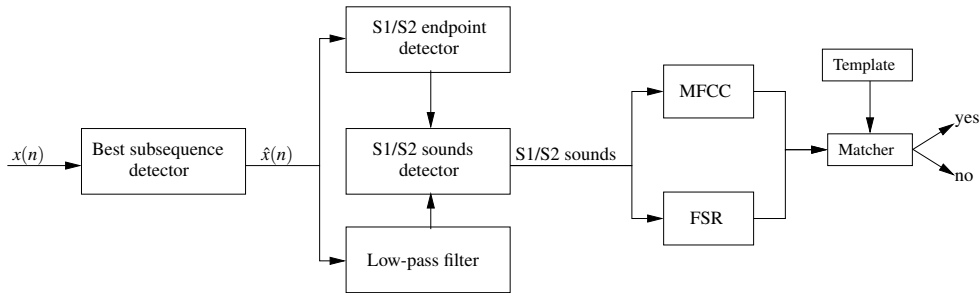 x(n)
Best subsequence
detector
x̂(n)
S1/S2 endpoint
detector
S1/S2 sounds
detector
Low-pass filter
S1/S2 sounds
MFCC
FSR
Template
Matcher
yes
no